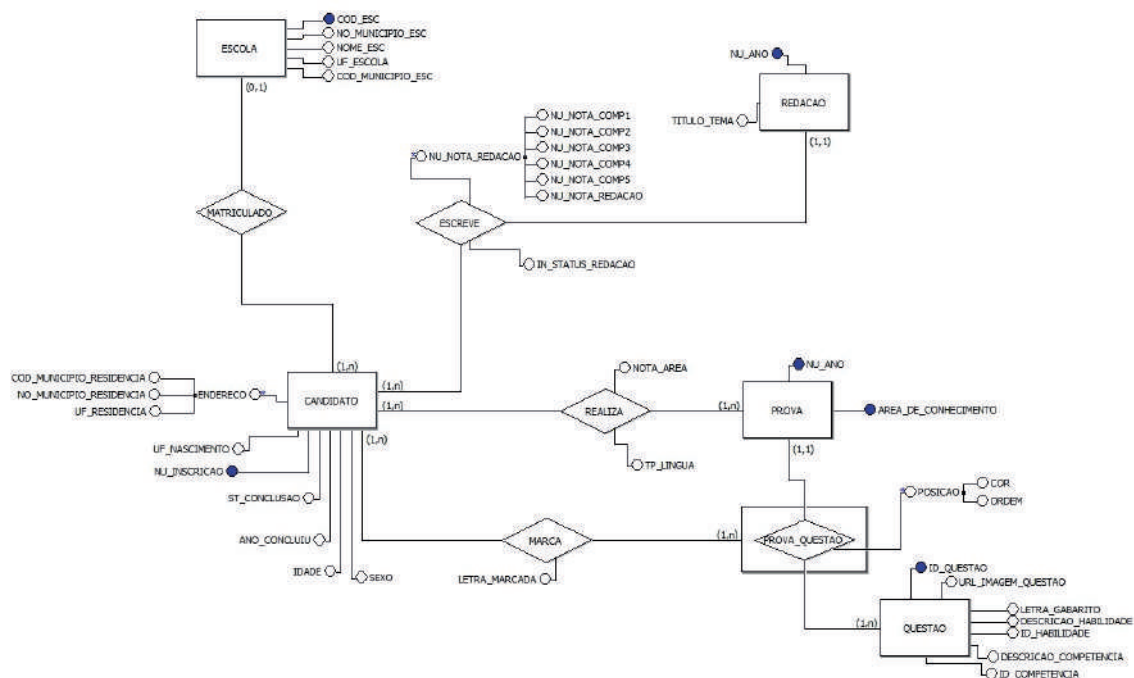 COD_ESC
NO_MUNICIPIO_ESC
NOME_ESC
UF_ESCOLA
COD_MUNICIPIO_ESC
ESCOLA
(0,1)
NU_ANO
REDACAO
TITULO_TEMA
(1,1)
NU_NOTA_COMP1
NU_NOTA_COMP2
NU_NOTA_COMP3
NU_NOTA_COMP4
NU_NOTA_COMP5
NU_NOTA_REDACAO
NU_NOTA_REDACAO
MATRICULADO
ESCREVE
IN_STATUS_REDACAO
(1,n)
COD_MUNICIPIO_RESIDENCIA
NO_MUNICIPIO_RESIDENCIA
UF_RESIDENCIA
ENDERECO
CANDIDATO
(1,n)
(1,n)
(1,n)
UF_NASCIMENTO
NU_INSCRICAO
ST_CONCLUSAO
ANO_CONCLUIU
IDADE
SEXO
NOTA_AREA
REALIZA
TP_LINGUA
(1,n)
NU_ANO
PROVA
AREA_DE_CONHECIMENTO
(1,1)
POSICAO
COR
ORDEM
MARCA
LETRA_MARCADA
(1,n)
PROVA_QUESTAO
ID_QUESTAO
URL_IMAGEM_QUESTAO
(1,n)
QUESTAO
LETRA_GABARITO
DESCRICAO_HABILIDADE
ID_HABILIDADE
DESCRICAO_COMPETENCIA
ID_COMPETENCIA